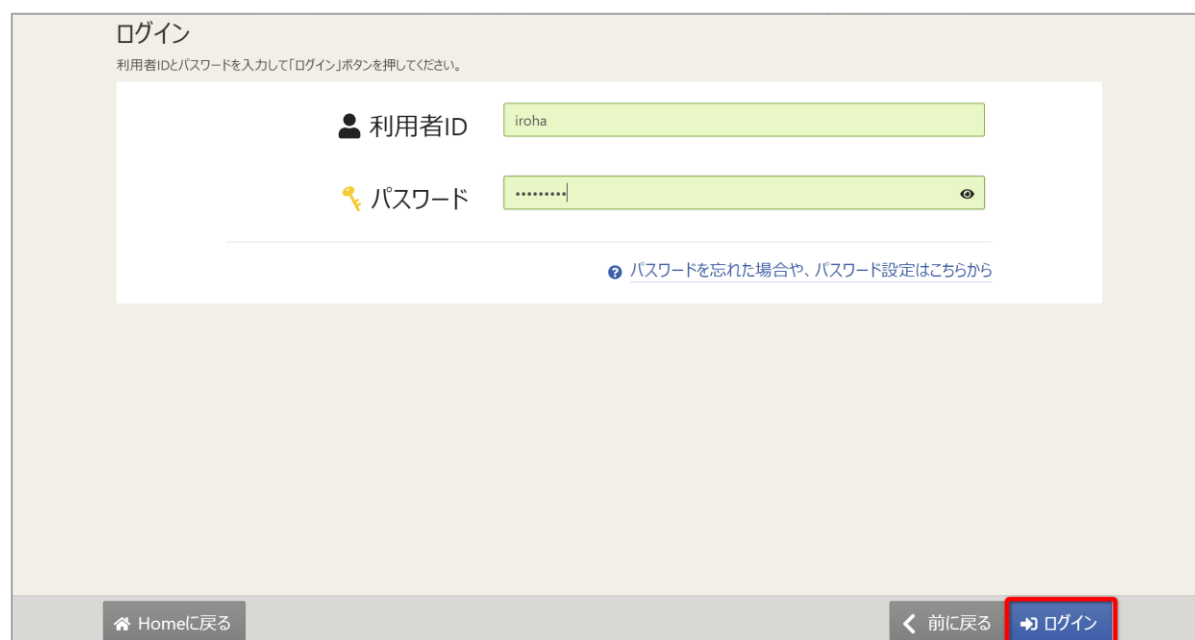 ログイン
利用者IDとパスワードを入力して「ログイン」ボタンを押してください。
利用者ID
iroha
パスワード
•••••••••
パスワードを忘れた場合や、パスワード設定はこちらから
Homeに戻る
前に戻る
ログイン